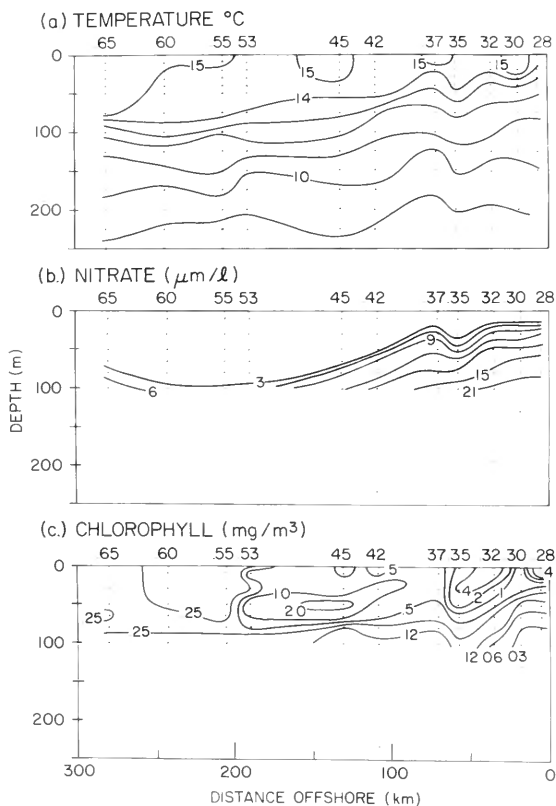 (a) TEMPERATURE °C
65 60 55 53 45 42 37 35 32 30 28
0
15 15 15 15
14
100
10
200
(b.) NITRATE (μm/ℓ)
65 60 55 53 45 42 37 35 32 30 28
0
9
3 15
100
6 21
200
DEPTH (m)
(c.) CHLOROPHYLL (mg/m³)
65 60 55 53 45 42 37 35 32 30 28
0
5 4
10 4 2 1
25 25 20 5
25 12
100
12 06 03
200
300 200 100 0
DISTANCE OFFSHORE (km)